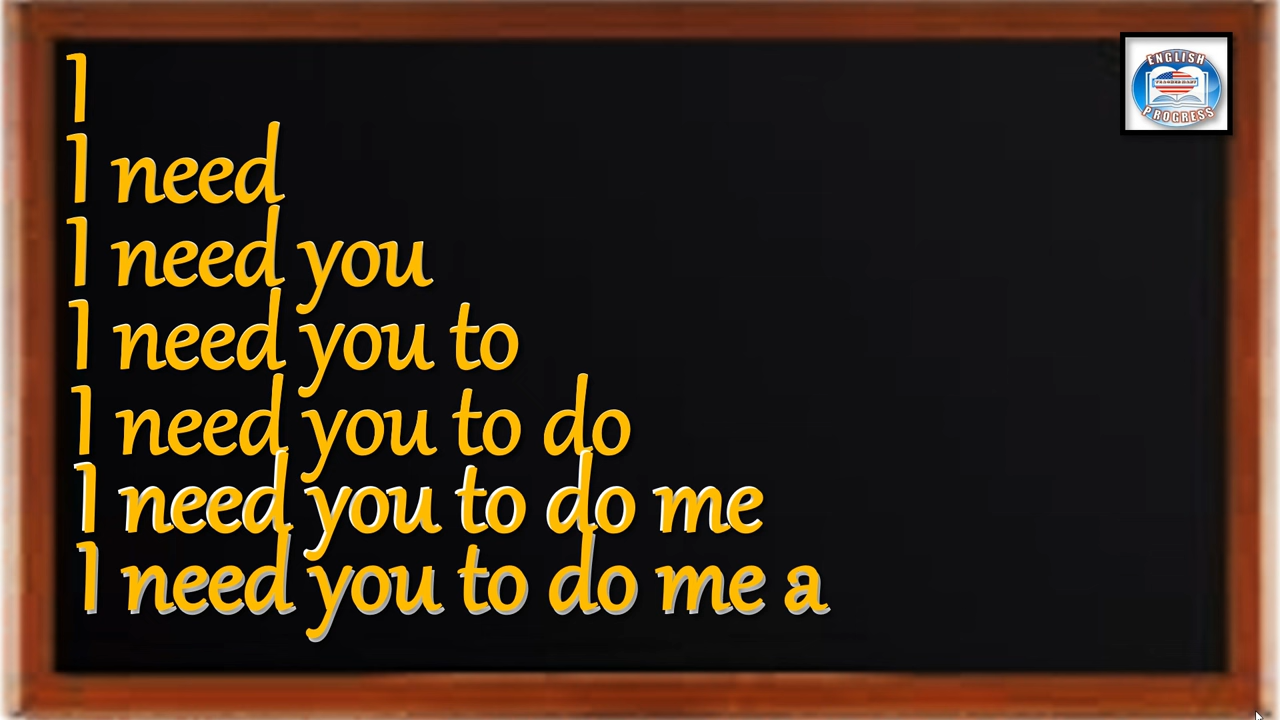 I
I need
I need you
I need you to
I need you to do
I need you to do me
I need you to do me a
ENGLISH
PROGRESS